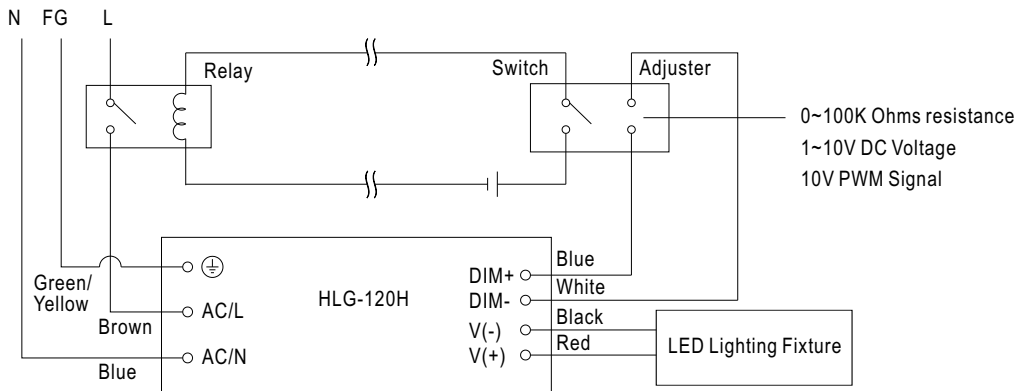 N FG L
Relay
Switch
Adjuster
0~100K Ohms resistance
1~10V DC Voltage
10V PWM Signal
Green/
Yellow
Brown
Blue
AC/L
AC/N
HLG-120H
DIM+
DIM-
V(-)
V(+)
Blue
White
Black
Red
LED Lighting Fixture